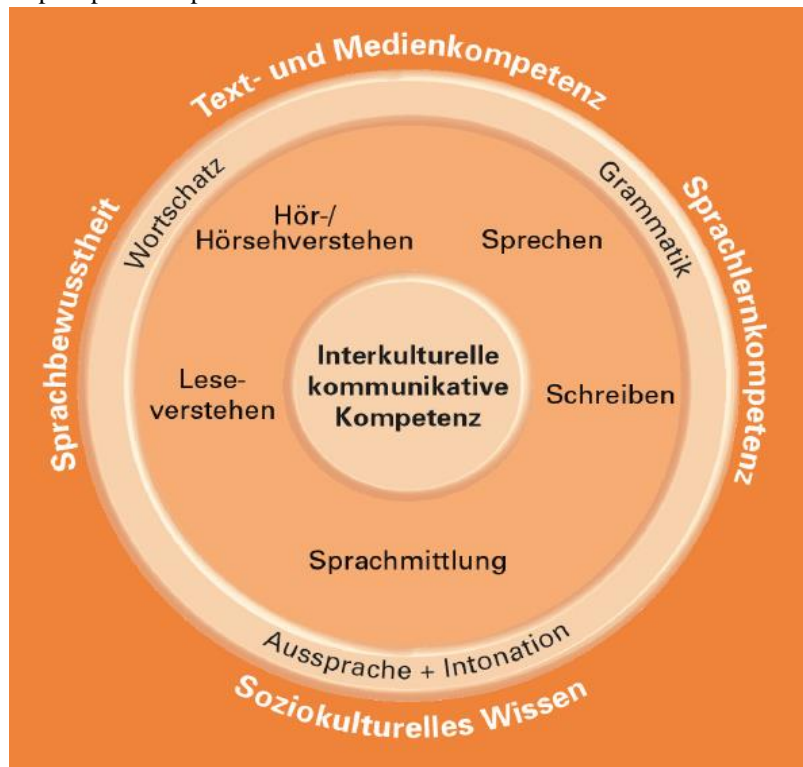 Text- und Medienkompetenz
Sprachbewusstheit
Sprachlernkompetenz
Wortschatz
Grammatik
Hör-/
Hörsehverstehen
Sprechen
Interkulturelle
kommunikative
Kompetenz
Lese-
verstehen
Schreiben
Sprachmittlung
Aussprache + Intonation
Soziokulturelles Wissen